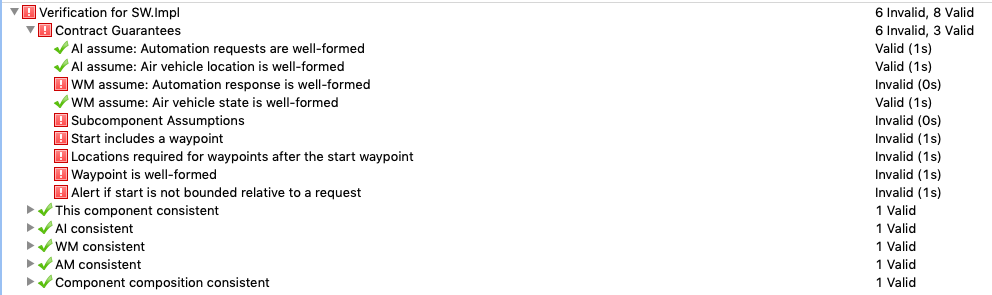 Verification for SW.Impl 6 Invalid, 8 Valid
Contract Guarantees 6 Invalid, 3 Valid
AI assume: Automation requests are well-formed Valid (1s)
AI assume: Air vehicle location is well-formed Valid (1s)
WM assume: Automation response is well-formed Invalid (0s)
WM assume: Air vehicle state is well-formed Valid (1s)
Subcomponent Assumptions Invalid (0s)
Start includes a waypoint Invalid (1s)
Locations required for waypoints after the start waypoint Invalid (1s)
Waypoint is well-formed Invalid (1s)
Alert if start is not bounded relative to a request Invalid (1s)
This component consistent 1 Valid
AI consistent 1 Valid
WM consistent 1 Valid
AM consistent 1 Valid
Component composition consistent 1 Valid